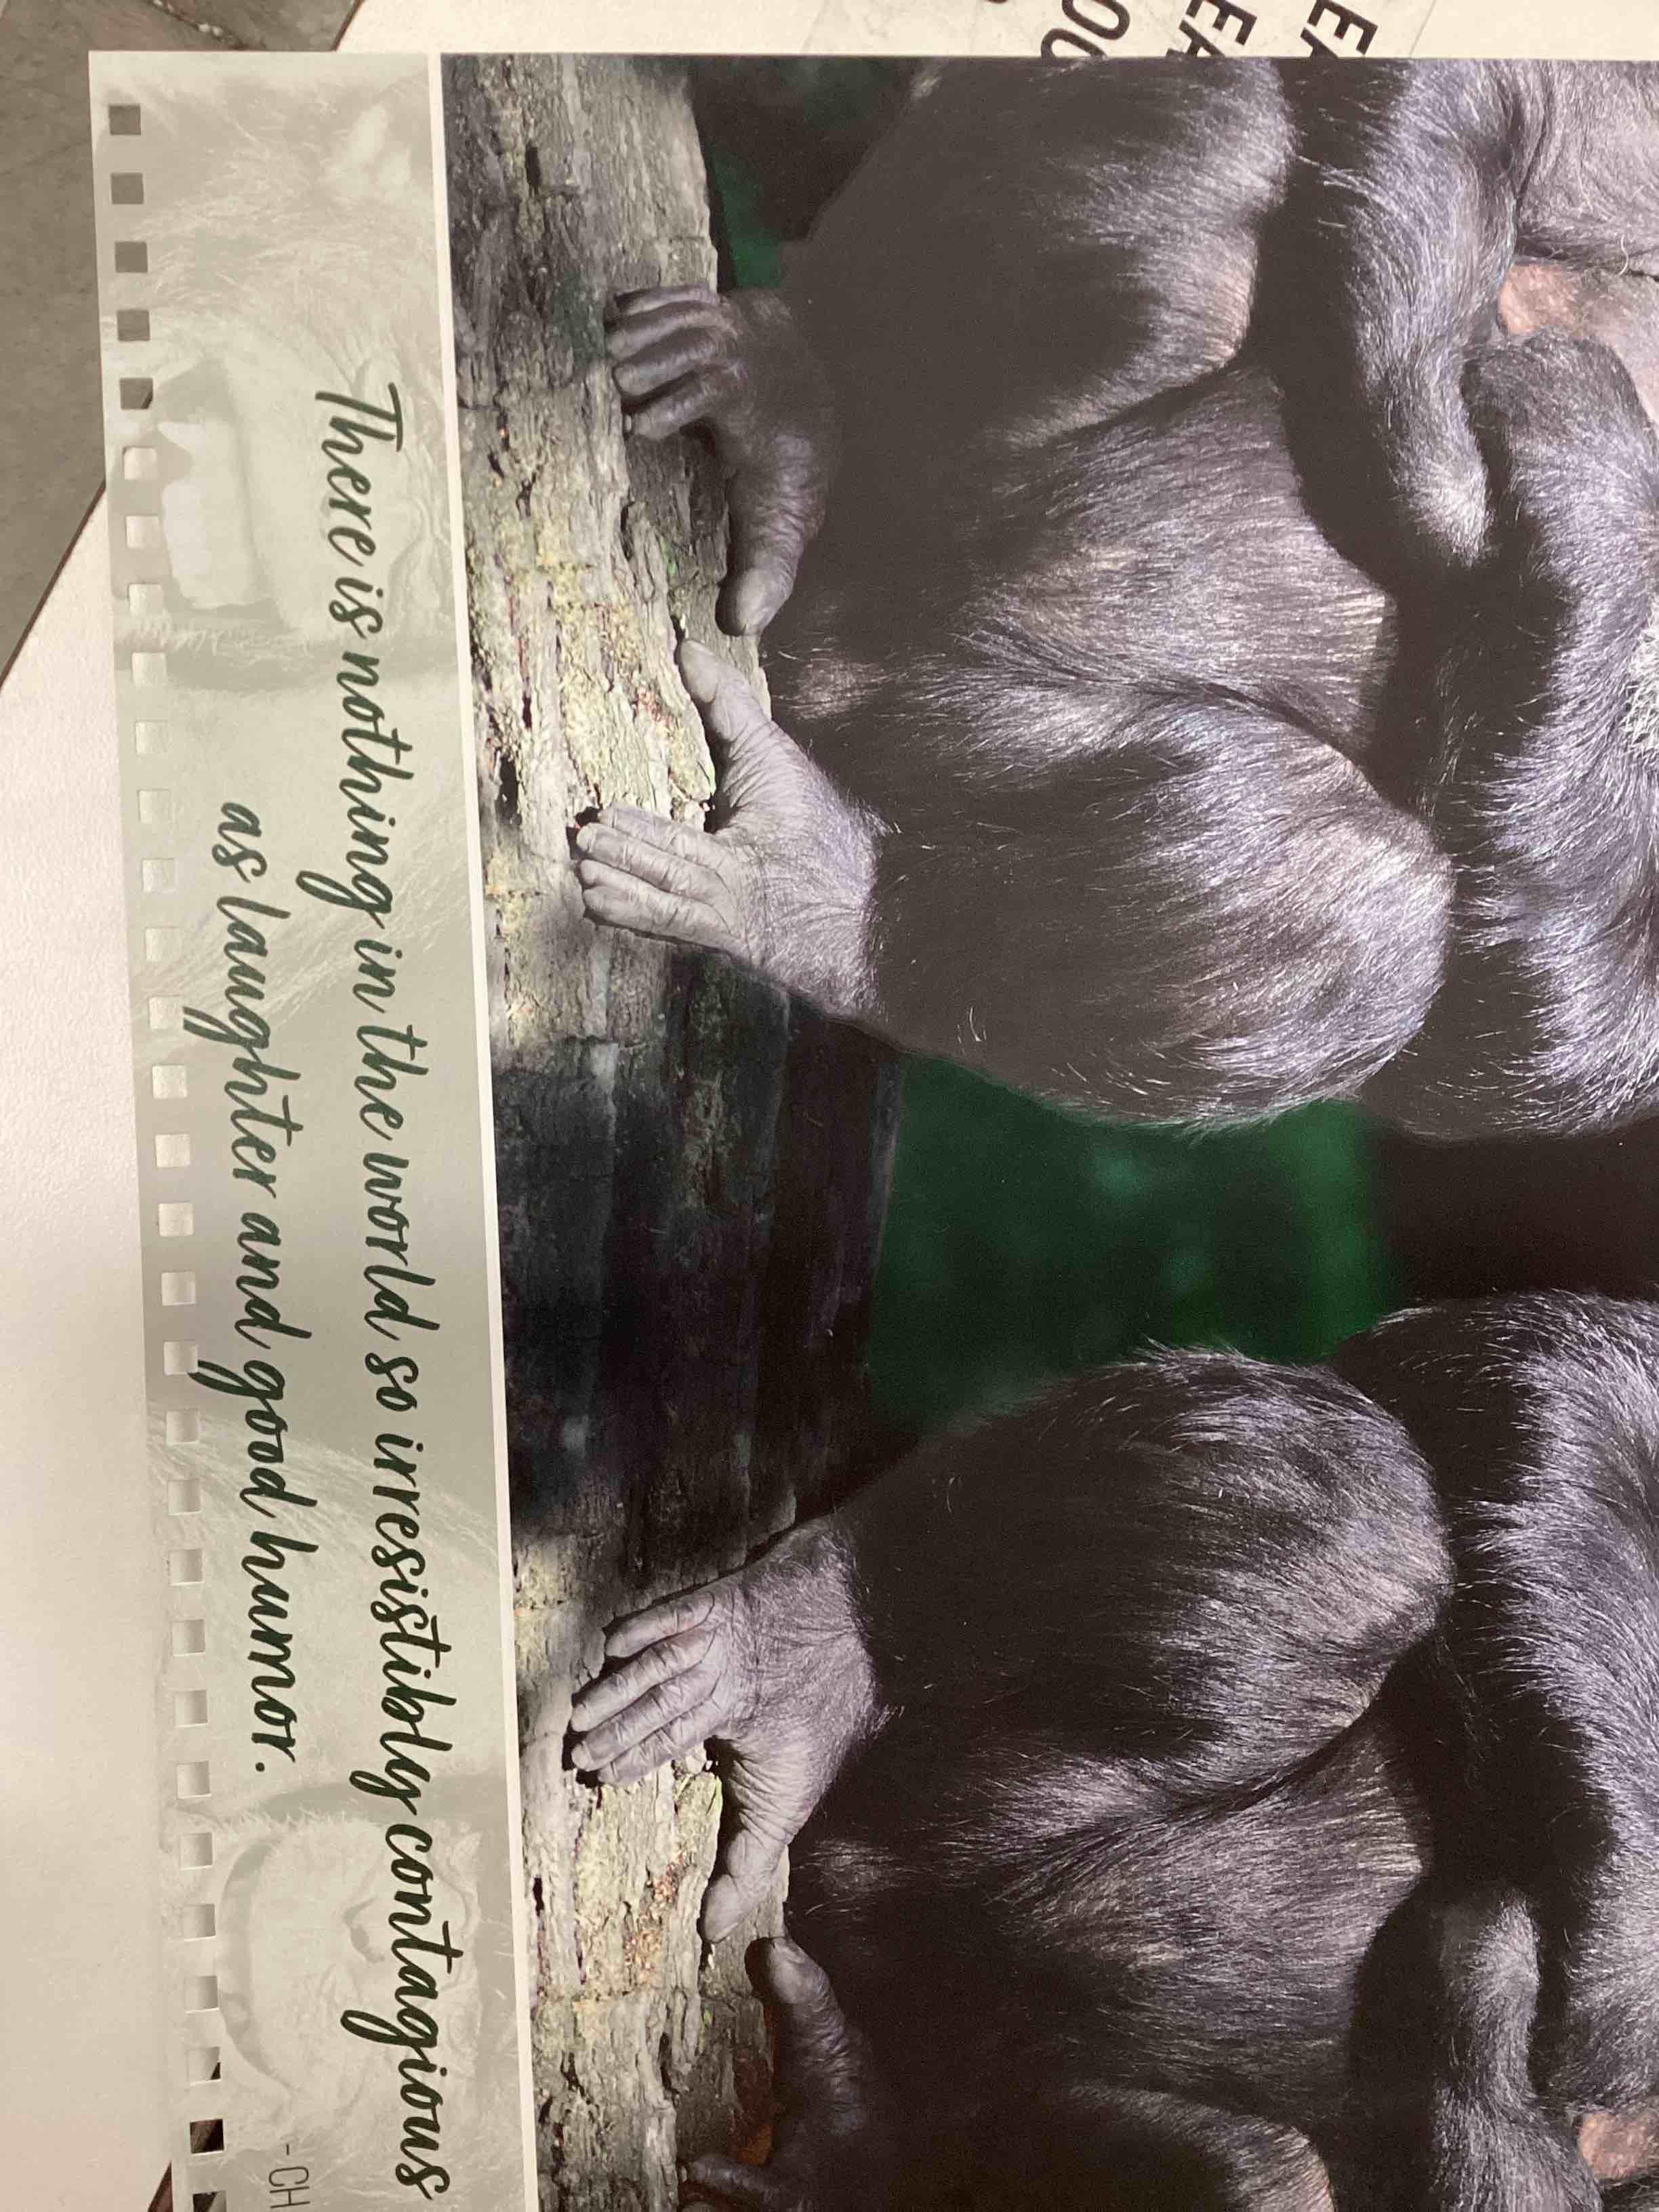 There is nothing in the world so irresistibly contagious
as laughter and good humor.
- CH